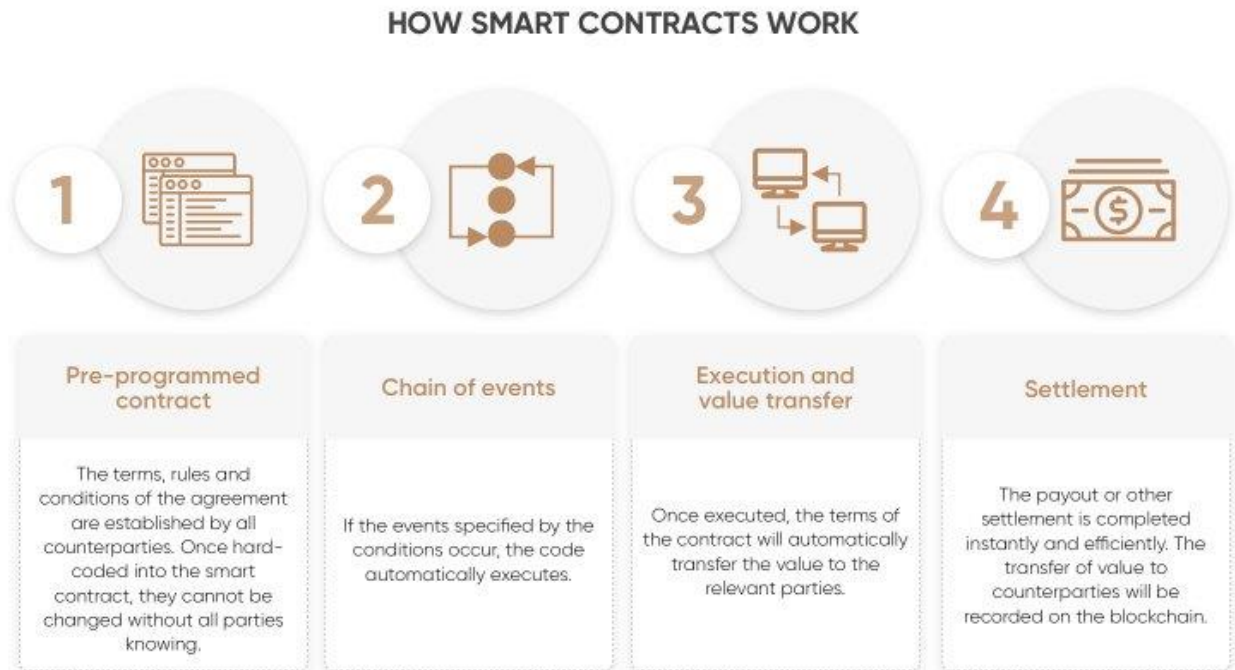 HOW SMART CONTRACTS WORK
1
Pre-programmed
contract
The terms, rules and
conditions of the agreement
are established by all
counterparties. Once hard-
coded into the smart
contract, they cannot be
changed without all parties
knowing.
2
Chain of events
If the events specified by the
conditions occur, the code
automatically executes.
3
Execution and
value transfer
Once executed, the terms of
the contract will automatically
transfer the value to the
relevant parties.
4
$
Settlement
The payout or other
settlement is completed
instantly and efficiently. The
transfer of value to
counterparties will be
recorded on the blockchain.